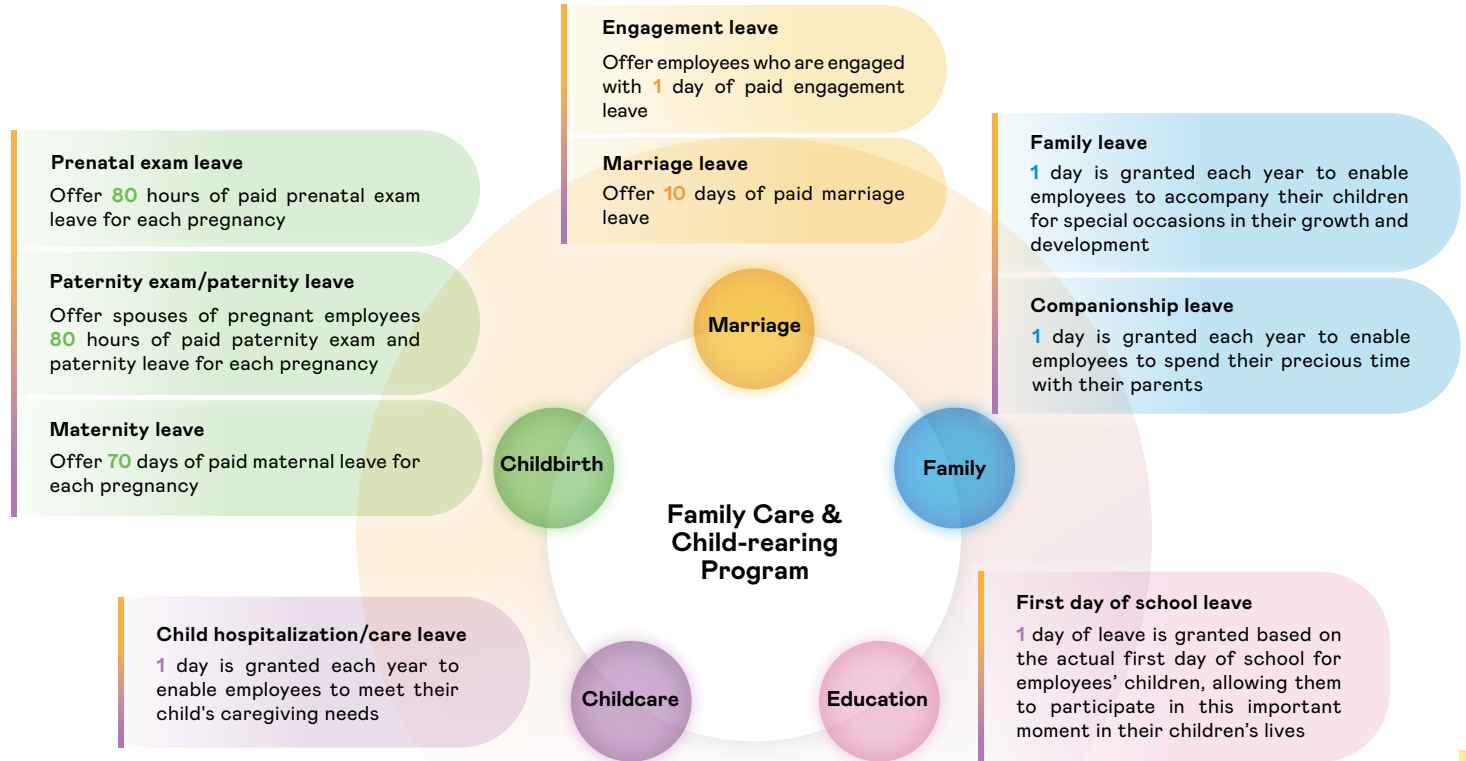 Engagement leave
Offer employees who are engaged
with 1 day of paid engagement
leave
Marriage leave
Offer 10 days of paid marriage
leave
Prenatal exam leave
Offer 80 hours of paid prenatal exam
leave for each pregnancy
Paternity exam/paternity leave
Offer spouses of pregnant employees
80 hours of paid paternity exam and
paternity leave for each pregnancy
Maternity leave
Offer 70 days of paid maternal leave for
each pregnancy
Family leave
1 day is granted each year to enable
employees to accompany their children
for special occasions in their growth and
development
Companionship leave
1 day is granted each year to enable
employees to spend their precious time
with their parents
Marriage
Childbirth
Family
Family Care &
Child-rearing
Program
Child hospitalization/care leave
1 day is granted each year to
enable employees to meet their
child's caregiving needs
Childcare
Education
First day of school leave
1 day of leave is granted based on
the actual first day of school for
employees’ children, allowing them
to participate in this important
moment in their children’s lives